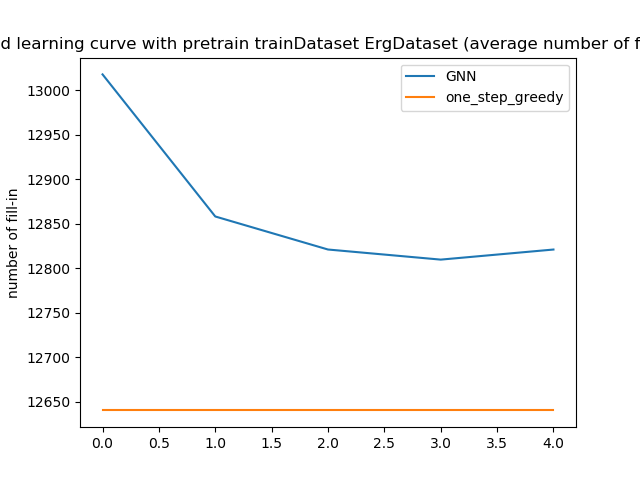 d learning curve with pretrain trainDataset ErgDataset (average number of f
GNN
one_step_greedy
number of fill-in
13000
12950
12900
12850
12800
12750
12700
12650
0.0 0.5 1.0 1.5 2.0 2.5 3.0 3.5 4.0